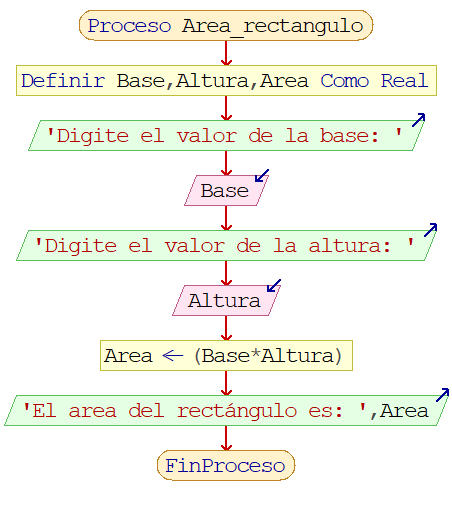 Proceso Area_rectangulo
Definir Base,Altura,Area Como Real
'Digite el valor de la base: '
Base
'Digite el valor de la altura: '
Altura
Area <- (Base*Altura)
'El area del rectángulo es: ',Area
FinProceso